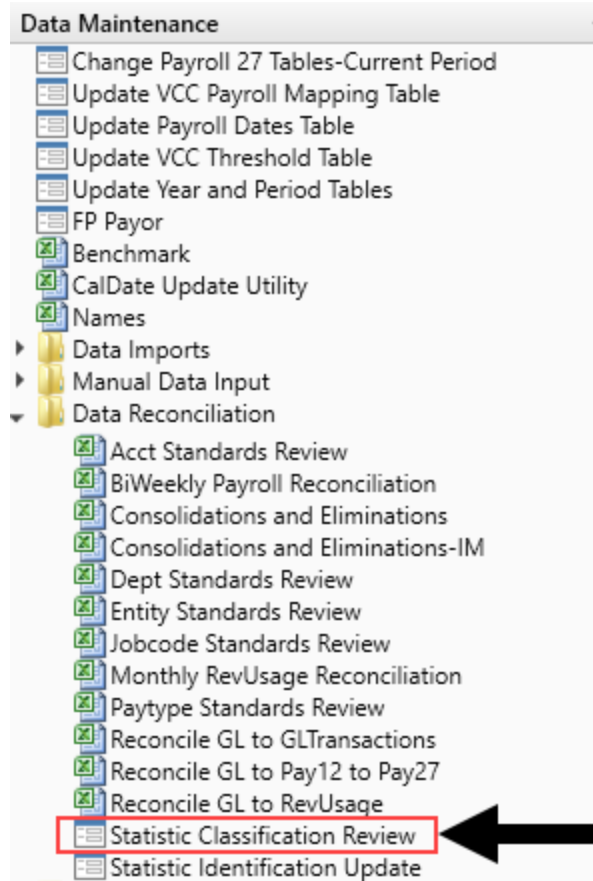 Data Maintenance
Change Payroll 27 Tables-Current Period
Update VCC Payroll Mapping Table
Update Payroll Dates Table
Update VCC Threshold Table
Update Year and Period Tables
FP Payor
Benchmark
CalDate Update Utility
Names
Data Imports
Manual Data Input
Data Reconciliation
Acct Standards Review
BiWeekly Payroll Reconciliation
Consolidations and Eliminations
Consolidations and Eliminations-IM
Dept Standards Review
Entity Standards Review
Jobcode Standards Review
Monthly RevUsage Reconciliation
Paytype Standards Review
Reconcile GL to GLTransactions
Reconcile GL to Pay12 to Pay27
Reconcile GL to RevUsage
Statistic Classification Review
Statistic Identification Update